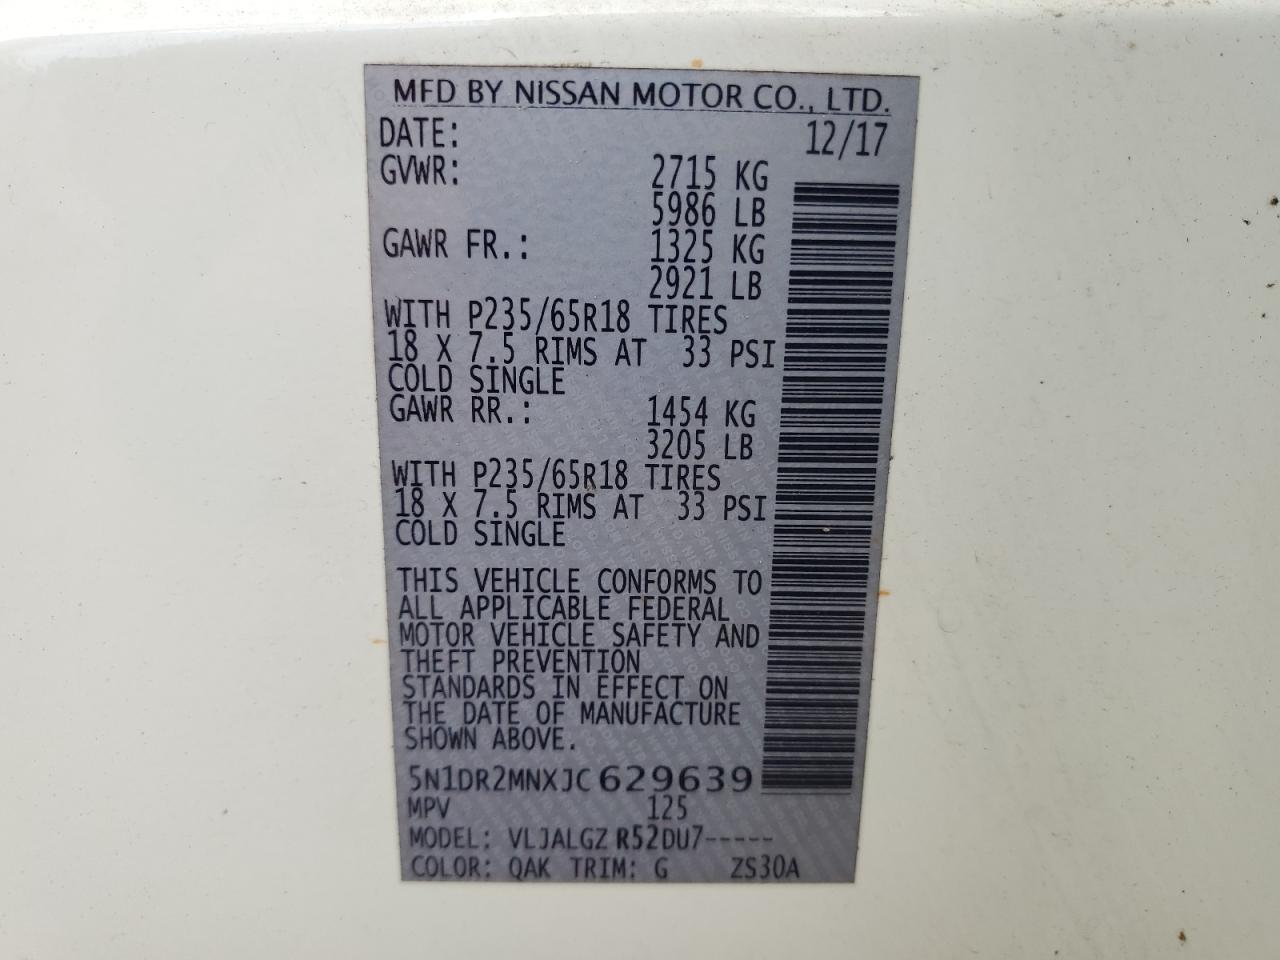 MFD BY NISSAN MOTOR CO., LTD.
DATE: 12/17
GVWR: 2715 KG
5986 LB
GAWR FR.: 1325 KG
2921 LB
WITH P235/65R18 TIRES
18 X 7.5 RIMS AT 33 PSI
COLD SINGLE
GAWR RR.: 1454 KG
3205 LB
WITH P235/65R18 TIRES
18 X 7.5 RIMS AT 33 PSI
COLD SINGLE
THIS VEHICLE CONFORMS TO
ALL APPLICABLE FEDERAL
MOTOR VEHICLE SAFETY AND
THEFT PREVENTION
STANDARDS IN EFFECT ON
THE DATE OF MANUFACTURE
SHOWN ABOVE.
5N1DR2MNXJC629639
MPV 125
MODEL: VLJALGZ R52DU7-----
COLOR: QAK TRIM: G ZS30A